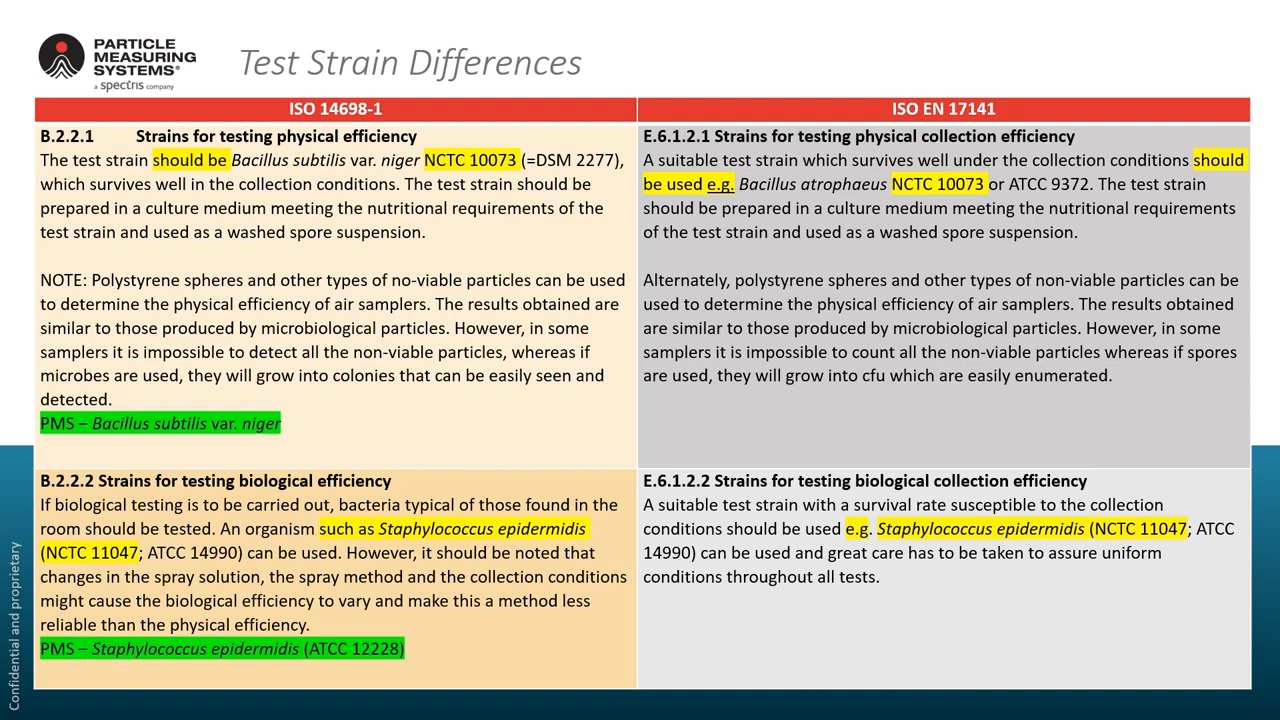 PARTICLE
MEASURING
SYSTEMS®
a spectris company
Test Strain Differences
ISO 14698-1
B.2.2.1 Strains for testing physical efficiency
The test strain should be Bacillus subtilis var. niger NCTC 10073 (=DSM 2277),
which survives well in the collection conditions. The test strain should be
prepared in a culture medium meeting the nutritional requirements of the
test strain and used as a washed spore suspension.
NOTE: Polystyrene spheres and other types of no-viable particles can be used
to determine the physical efficiency of air samplers. The results obtained are
similar to those produced by microbiological particles. However, in some
samplers it is impossible to detect all the non-viable particles, whereas if
microbes are used, they will grow into colonies that can be easily seen and
detected.
PMS – Bacillus subtilis var. niger
B.2.2.2 Strains for testing biological efficiency
If biological testing is to be carried out, bacteria typical of those found in the
room should be tested. An organism such as Staphylococcus epidermidis
(NCTC 11047; ATCC 14990) can be used. However, it should be noted that
changes in the spray solution, the spray method and the collection conditions
might cause the biological efficiency to vary and make this a method less
reliable than the physical efficiency.
PMS – Staphylococcus epidermidis (ATCC 12228)
ISO EN 17141
E.6.1.2.1 Strains for testing physical collection efficiency
A suitable test strain which survives well under the collection conditions should
be used e.g. Bacillus atrophaeus NCTC 10073 or ATCC 9372. The test strain
should be prepared in a culture medium meeting the nutritional requirements
of the test strain and used as a washed spore suspension.
Alternately, polystyrene spheres and other types of non-viable particles can be
used to determine the physical efficiency of air samplers. The results obtained
are similar to those produced by microbiological particles. However, in some
samplers it is impossible to count all the non-viable particles whereas if spores
are used, they will grow into cfu which are easily enumerated.
E.6.1.2.2 Strains for testing biological collection efficiency
A suitable test strain with a survival rate susceptible to the collection
conditions should be used e.g. Staphylococcus epidermidis (NCTC 11047; ATCC
14990) can be used and great care has to be taken to assure uniform
conditions throughout all tests.
Confidential and proprietary